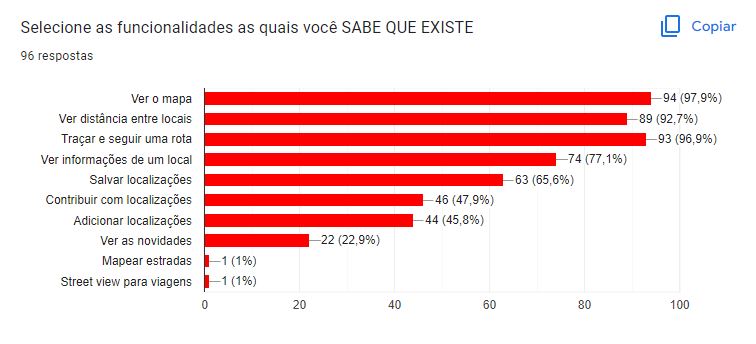 Selecione as funcionalidades as quais você SABE QUE EXISTE
Copiar
96 respostas
Ver o mapa 94 (97,9%)
Ver distância entre locais 89 (92,7%)
Traçar e seguir uma rota 93 (96,9%)
Ver informações de um local 74 (77,1%)
Salvar localizações 63 (65,6%)
Contribuir com localizações 46 (47,9%)
Adicionar localizações 44 (45,8%)
Ver as novidades 22 (22,9%)
Mapear estradas 1 (1%)
Street view para viagens 1 (1%)
0 20 40 60 80 100